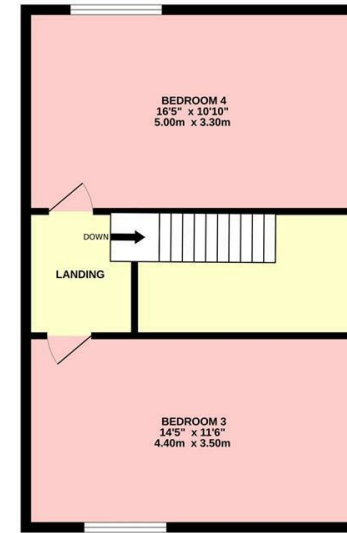 BEDROOM 4
16'5" x 10'10"
5.00m x 3.30m
DOWN
LANDING
BEDROOM 3
14'5" x 11'6"
4.40m x 3.50m